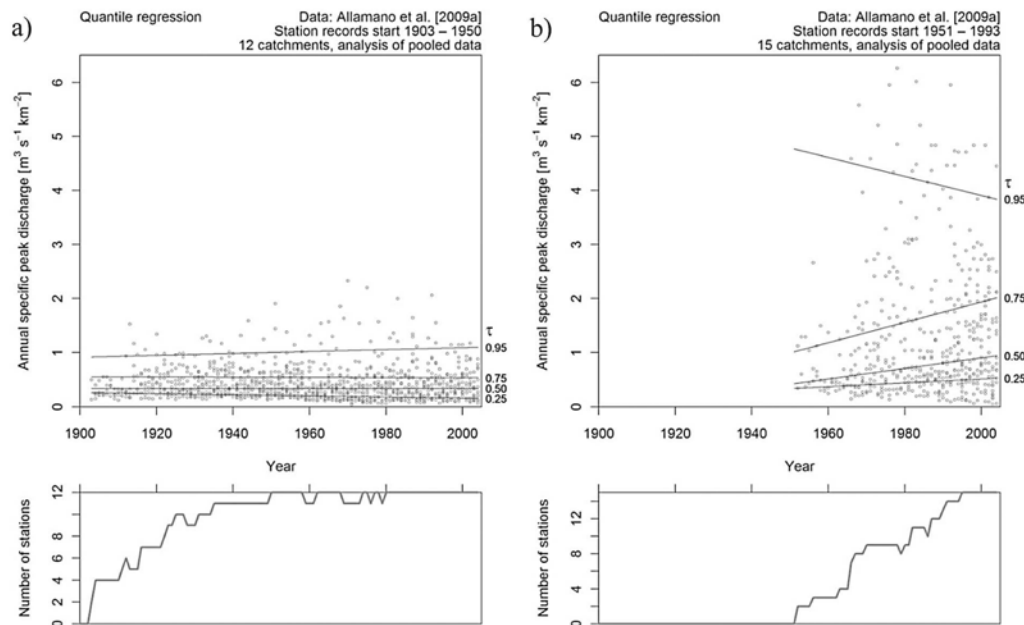 a)
Quantile regression
Data: Allamano et al. [2009a]
Station records start 1903 – 1950
12 catchments, analysis of pooled data
Annual specific peak discharge [m³ s⁻¹ km⁻²]
6
5
4
3
2
1
0
τ
0.95
0.75
0.50
0.25
1900 1920 1940 1960 1980 2000
Year
Number of stations
12
10
8
6
4
2
0
b)
Quantile regression
Data: Allamano et al. [2009a]
Station records start 1951 – 1993
15 catchments, analysis of pooled data
Annual specific peak discharge [m³ s⁻¹ km⁻²]
6
5
4
3
2
1
0
τ
0.95
0.75
0.50
0.25
1900 1920 1940 1960 1980 2000
Year
Number of stations
12
8
4
0